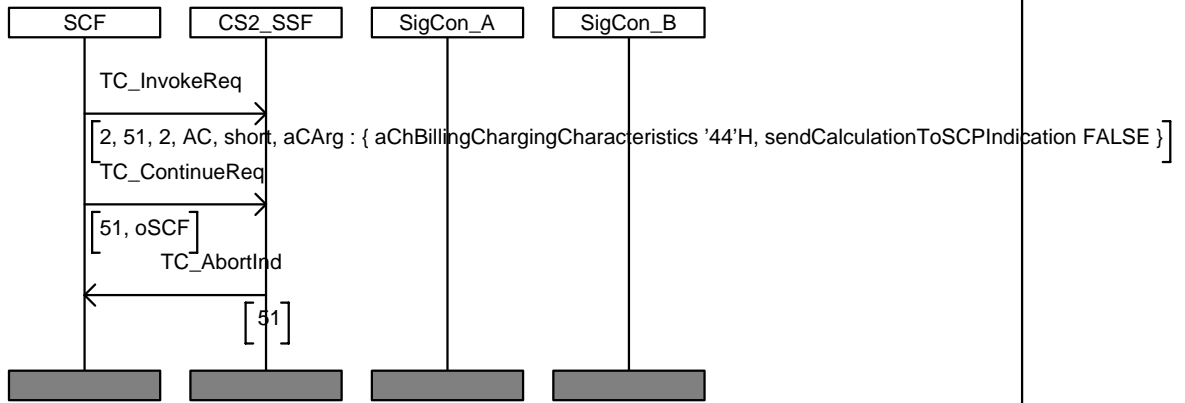 SCF CS2_SSF SigCon_A SigCon_B
TC_InvokeReq
2, 51, 2, AC, short, aCArg : { aChBillingChargingCharacteristics '44'H, sendCalculationToSCPIndication FALSE }
TC_ContinueReq
51, oSCF
TC_AbortInd
51